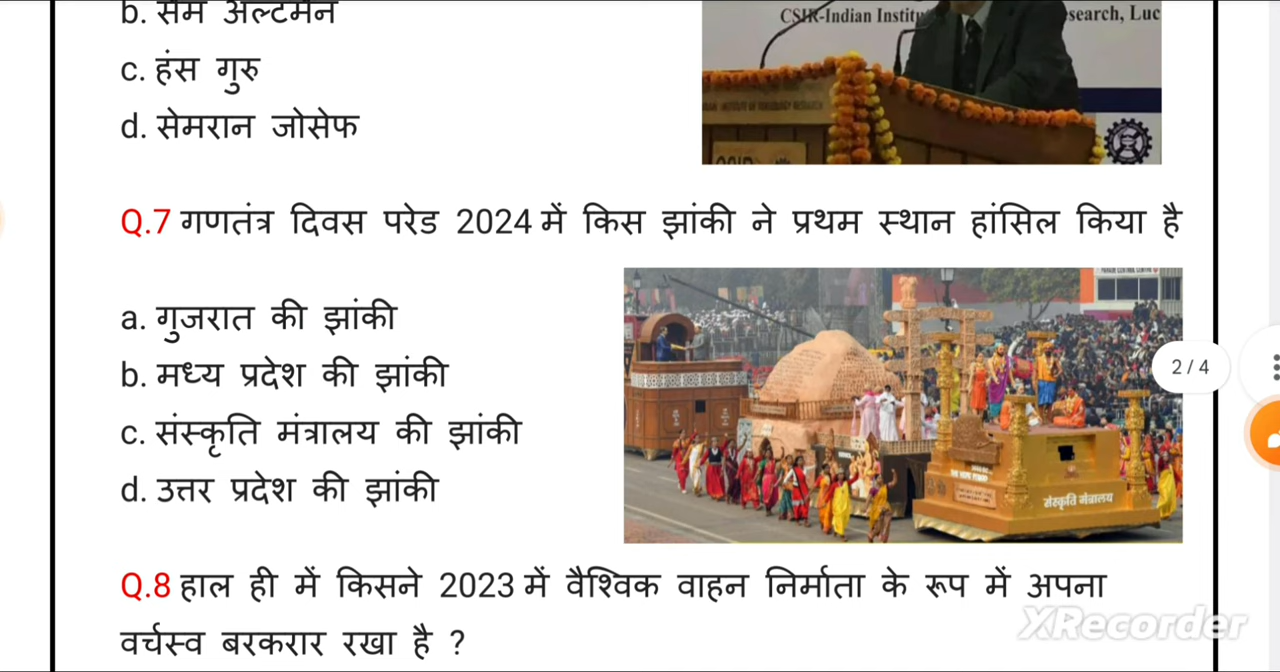 b. सैम अल्टमैन
CSIR-Indian Institu
search, Luc
c. हंस गुरु
d. सेमरान जोसेफ
Q.7 गणतंत्र दिवस परेड 2024 में किस झांकी ने प्रथम स्थान हांसिल किया है
a. गुजरात की झांकी
b. मध्य प्रदेश की झांकी
2 / 4
c. संस्कृति मंत्रालय की झांकी
d. उत्तर प्रदेश की झांकी
संस्कृति मंत्रालय
Q.8 हाल ही में किसने 2023 में वैश्विक वाहन निर्माता के रूप में अपना
वर्चस्व बरकरार रखा है ?
XRecorder